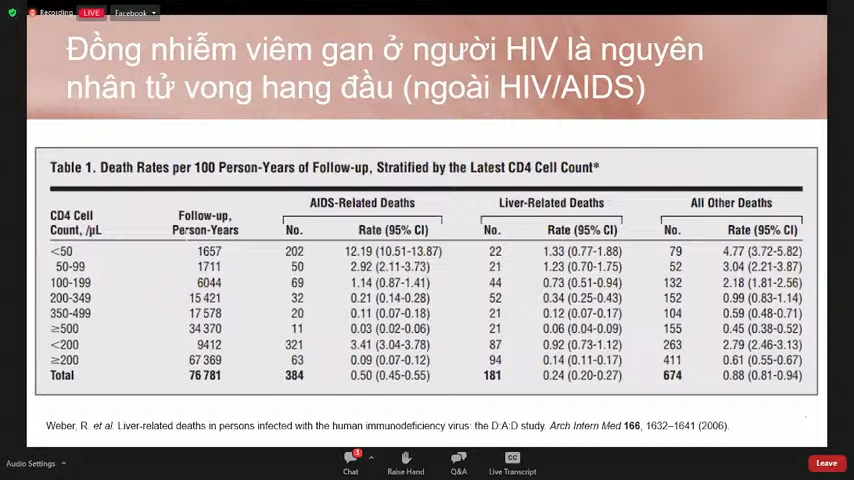 Recording LIVE Facebook
Đồng nhiễm viêm gan ở người HIV là nguyên
nhân tử vong hang đầu (ngoài HIV/AIDS)
Table 1. Death Rates per 100 Person-Years of Follow-up, Stratified by the Latest CD4 Cell Count*
AIDS-Related Deaths Liver-Related Deaths All Other Deaths
CD4 Cell Follow-up,
Count, /µL Person-Years No. Rate (95% CI) No. Rate (95% CI) No. Rate (95% CI)
<50 1657 202 12.19 (10.51-13.87) 22 1.33 (0.77-1.88) 79 4.77 (3.72-5.82)
50-99 1711 50 2.92 (2.11-3.73) 21 1.23 (0.70-1.75) 52 3.04 (2.21-3.87)
100-199 6044 69 1.14 (0.87-1.41) 44 0.73 (0.51-0.94) 132 2.18 (1.81-2.56)
200-349 15 421 32 0.21 (0.14-0.28) 52 0.34 (0.25-0.43) 152 0.99 (0.83-1.14)
350-499 17 578 20 0.11 (0.07-0.18) 21 0.12 (0.07-0.17) 104 0.59 (0.48-0.71)
≥500 34 370 11 0.03 (0.02-0.06) 21 0.06 (0.04-0.09) 155 0.45 (0.38-0.52)
<200 9412 321 3.41 (3.04-3.78) 87 0.92 (0.73-1.12) 263 2.79 (2.46-3.13)
≥200 67 369 63 0.09 (0.07-0.12) 94 0.14 (0.11-0.17) 411 0.61 (0.55-0.67)
Total 76 781 384 0.50 (0.45-0.55) 181 0.24 (0.20-0.27) 674 0.88 (0.81-0.94)
Weber, R. et al. Liver-related deaths in persons infected with the human immunodeficiency virus: the D:A:D study. Arch Intern Med 166, 1632–1641 (2006).
3
Audio Settings Chat Raise Hand Q&A Live Transcript Leave